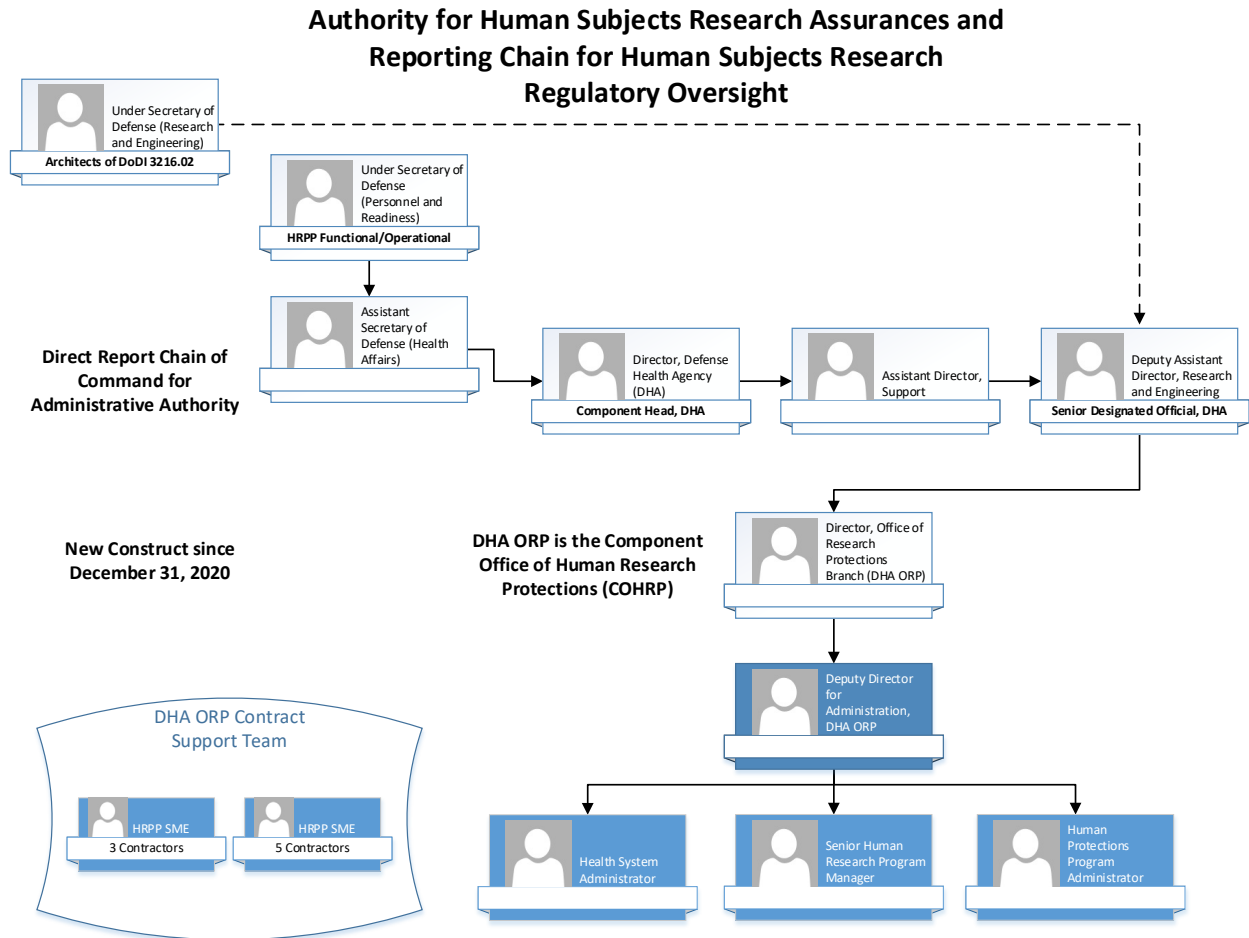 Authority for Human Subjects Research Assurances and
Reporting Chain for Human Subjects Research
Regulatory Oversight
Under Secretary of
Defense (Research
and Engineering)
Architects of DoDI 3216.02
Under Secretary of
Defense
(Personnel and
Readiness)
HRPP Functional/Operational
Assistant
Secretary of
Defense (Health
Affairs)
Direct Report Chain of
Command for
Administrative Authority
Director, Defense
Health Agency
(DHA)
Component Head, DHA
Assistant Director,
Support
Deputy Assistant
Director, Research
and Engineering
Senior Designated Official, DHA
New Construct since
December 31, 2020
DHA ORP is the Component
Office of Human Research
Protections (COHRP)
Director, Office of
Research
Protections
Branch (DHA ORP)
Deputy Director
for
Administration,
DHA ORP
DHA ORP Contract
Support Team
HRPP SME
3 Contractors
HRPP SME
5 Contractors
Health System
Administrator
Senior Human
Research Program
Manager
Human
Protections
Program
Administrator